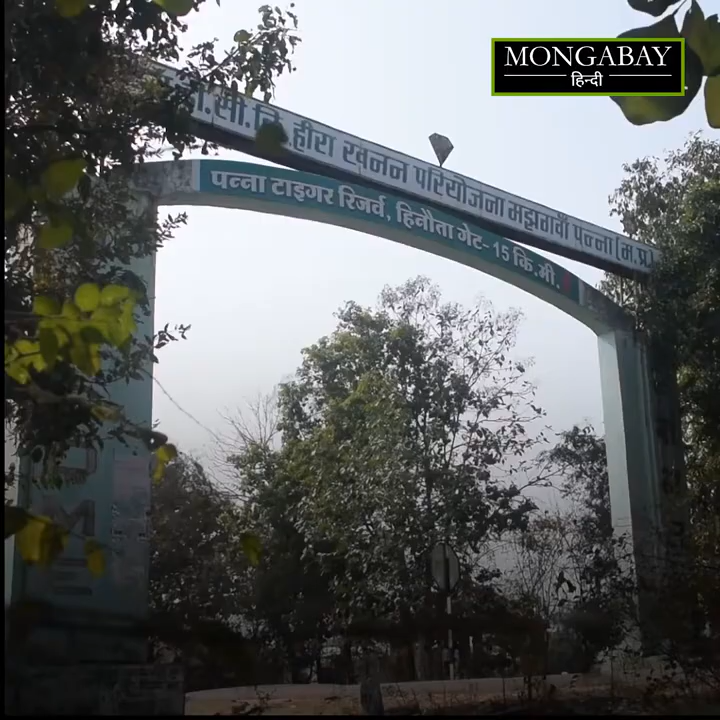 MONGABAY
हिन्दी
हीरा खनन परियोजना मझगवाँ पन्ना (म.प्र.)
पन्ना टाइगर रिजर्व, हिनौता गेट-15 कि.मी.